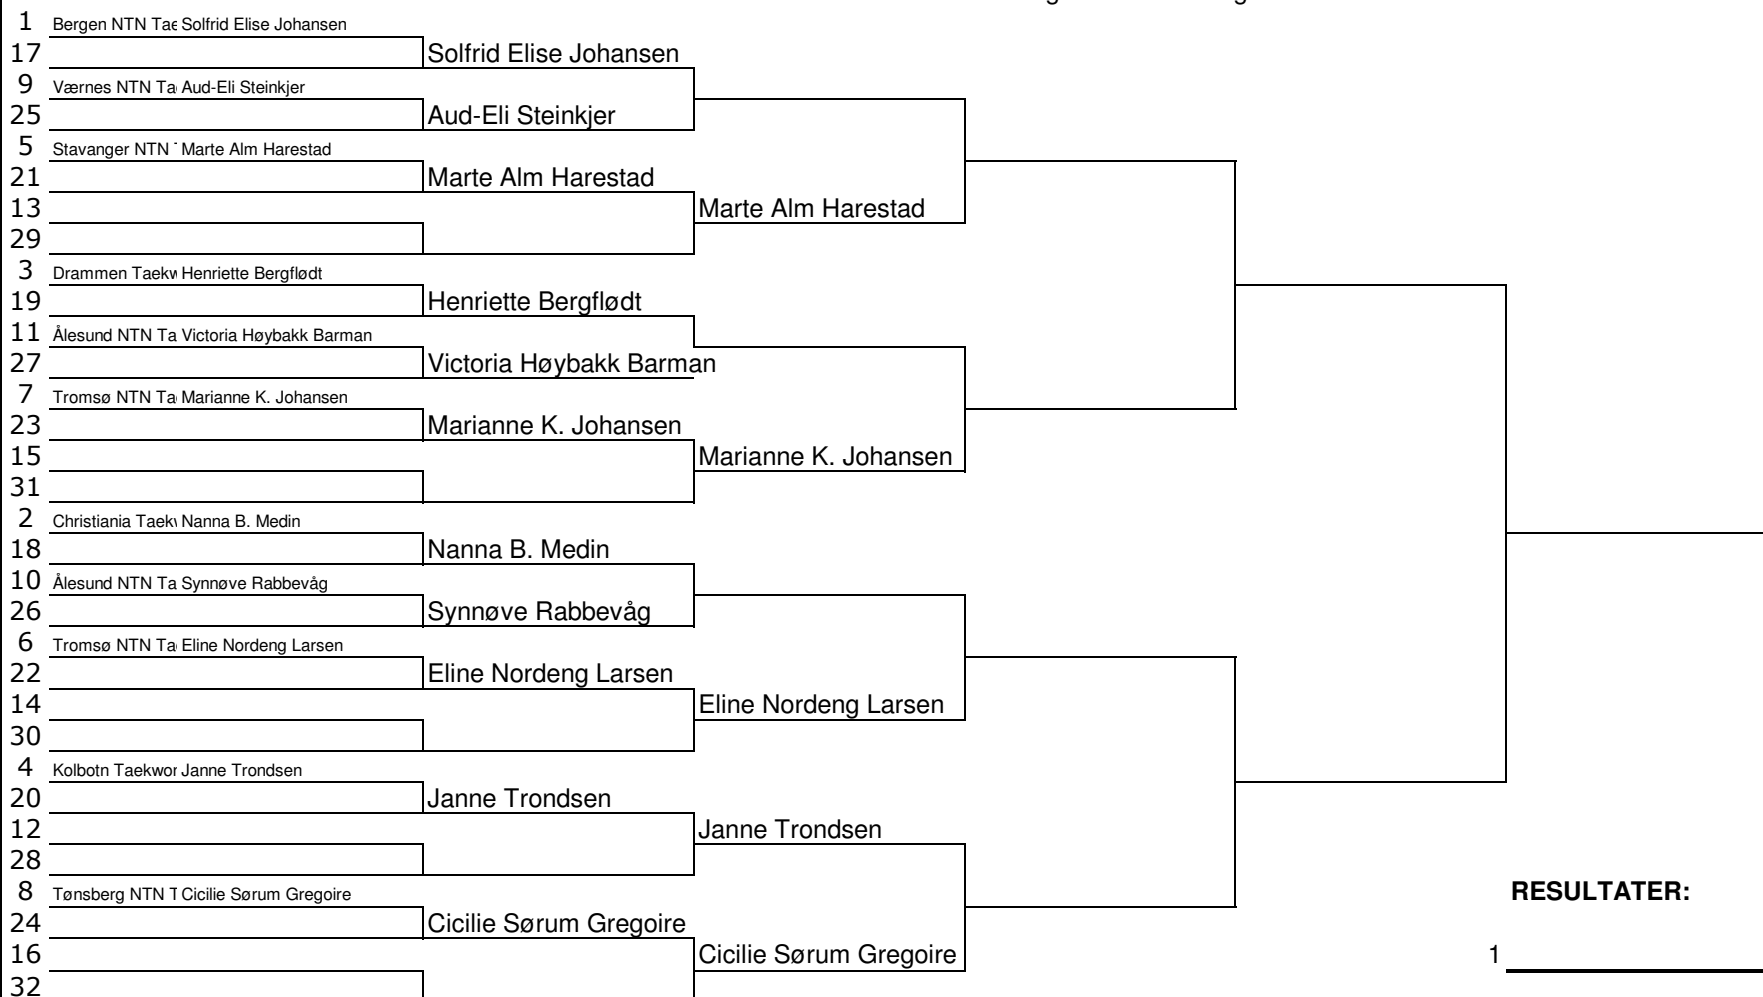 1 Bergen NTN Tae Solfrid Elise Johansen
17 Solfrid Elise Johansen
9 Værnes NTN Ta Aud-Eli Steinkjer
25 Aud-Eli Steinkjer
5 Stavanger NTN Marte Alm Harestad
21 Marte Alm Harestad
13 Marte Alm Harestad
29
3 Drammen Taekw Henriette Bergflødt
19 Henriette Bergflødt
11 Ålesund NTN Ta Victoria Høybakk Barman
27 Victoria Høybakk Barman
7 Tromsø NTN Ta Marianne K. Johansen
23 Marianne K. Johansen
15 Marianne K. Johansen
31
2 Christiania Taek Nanna B. Medin
18 Nanna B. Medin
10 Ålesund NTN Ta Synnøve Rabbevåg
26 Synnøve Rabbevåg
6 Tromsø NTN Ta Eline Nordeng Larsen
22 Eline Nordeng Larsen
14 Eline Nordeng Larsen
30
4 Kolbotn Taekwor Janne Trondsen
20 Janne Trondsen
12 Janne Trondsen
28
8 Tønsberg NTN T Cicilie Sørum Gregoire
RESULTATER:
24 Cicilie Sørum Gregoire
16 Cicilie Sørum Gregoire
1
32